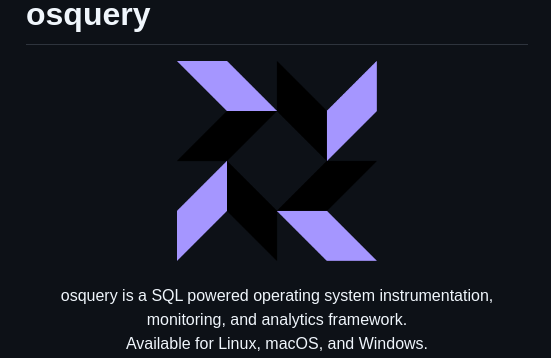 osquery
osquery is a SQL powered operating system instrumentation,
monitoring, and analytics framework.
Available for Linux, macOS, and Windows.